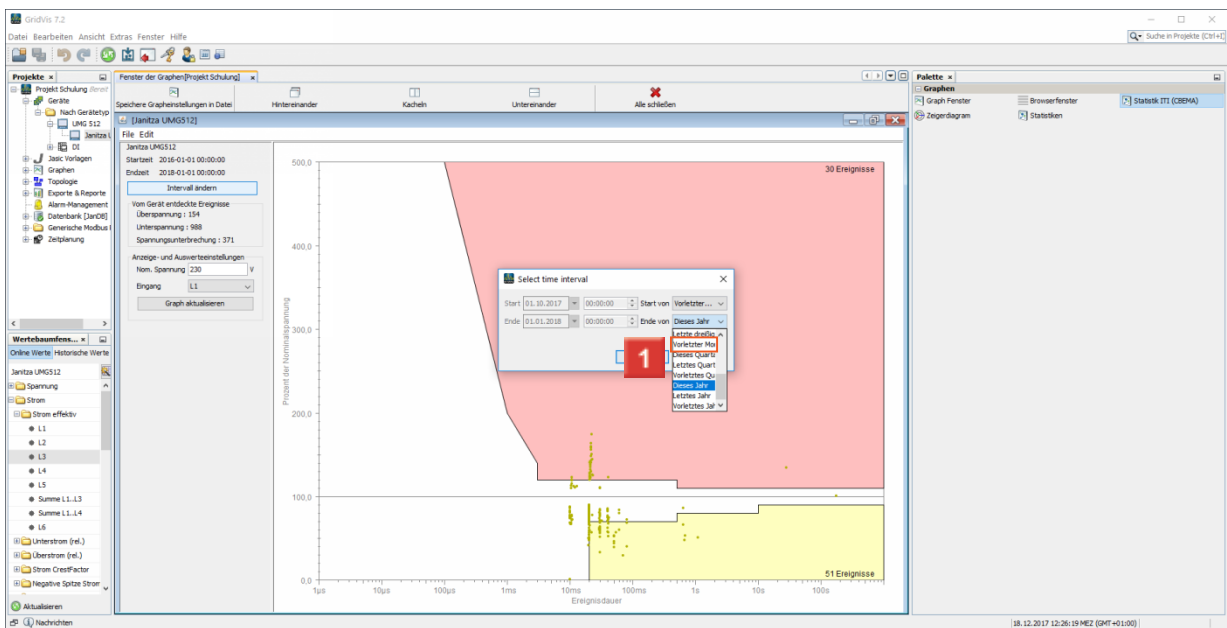 GridVis 7.2
Datei Bearbeiten Ansicht Extras Fenster Hilfe
Suche in Projekte (Ctrl+I)
Projekte
Projekt Schulung
Geräte
Nach Gerätetyp
UMG 512
Janitza U
DI
Jasic Vorlagen
Graphen
Topologie
Exporte & Reporte
Alarm-Management
Datenbank [JanDB]
Generische Modbus
Zeitplanung
Wertebaumfens...
Online Werte Historische Werte
Janitza UMG512
Spannung
Strom
Strom effektiv
L1
L2
L3
L4
L5
Summe L1..L3
Summe L1..L4
L6
Unterstrom (rel.)
Überstrom (rel.)
Strom CrestFactor
Negative Spitze Strom
Aktualisieren
Nachrichten
Fenster der Graphen[Projekt Schulung]
Speichere Grapheinstellungen in Datei
Hintereinander
Kacheln
Untereinander
Alle schließen
[Janitza UMG512]
File Edit
Janitza UMG512
Startzeit 2016-01-01 00:00:00
Endzeit 2018-01-01 00:00:00
Intervall ändern
Vom Gerät entdeckte Ereignisse
Überspannung : 154
Unterspannung : 988
Spannungsunterbrechung : 371
Anzeige- und Auswerteeinstellungen
Nom. Spannung 230 V
Eingang L1
Graph aktualisieren
Prozent der Nominalspannung
500,0
400,0
300,0
200,0
100,0
0,0
30 Ereignisse
51 Ereignisse
1µs 10µs 100µs 1ms 10ms 100ms 1s 10s 100s
Ereignisdauer
Select time interval
Start 01.10.2017 00:00:00 Start von Vorletzter...
Ende 01.01.2018 00:00:00 Ende von Dieses Jahr
1
Letzte dreißig
Vorletzter Mo
Dieses Quarta
Letztes Quart
Vorletztes Qu
Dieses Jahr
Letztes Jahr
Vorletztes Jah
Palette
Graphen
Graph Fenster
Browserfenster
Statistik ITI (CBEMA)
Zeigerdiagram
Statistiken
18.12.2017 12:26:19 MEZ (GMT+01:00)